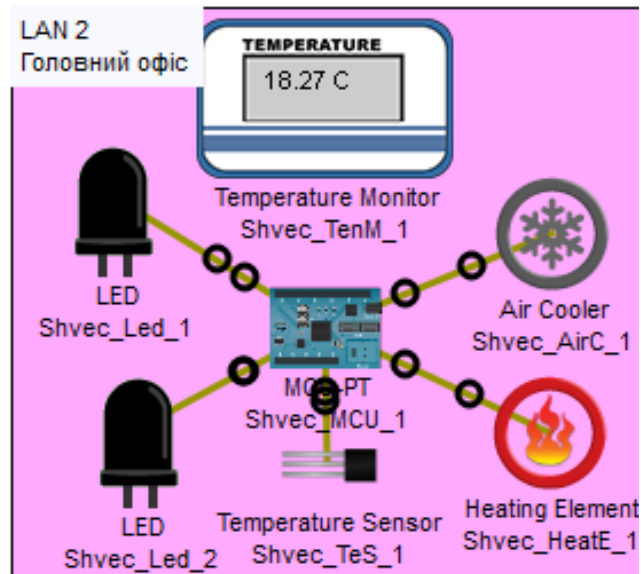 LAN 2
Головний офіс
TEMPERATURE
18.27 C
Temperature Monitor
Shvec_TenM_1
LED
Shvec_Led_1
Air Cooler
Shvec_AirC_1
Shvec_MCU_1
LED
Shvec_Led_2
Temperature Sensor
Shvec_TeS_1
Heating Element
Shvec_HeatE_1